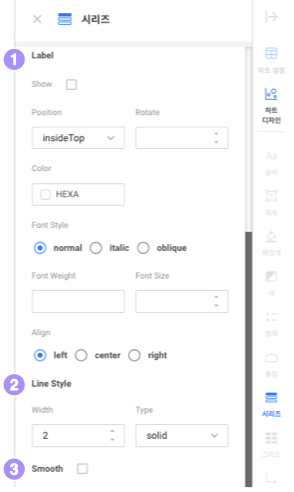 시리즈
1
Label
Show
Position
Rotate
insideTop
Color
HEXA
Font Style
normal
italic
oblique
Font Weight
Font Size
Align
left
center
right
2
Line Style
Width
Type
2
solid
3
Smooth
차트 설정
차트
디자인
Aa
글자
제목
배경색
색
범례
툴팁
시리즈
그리드